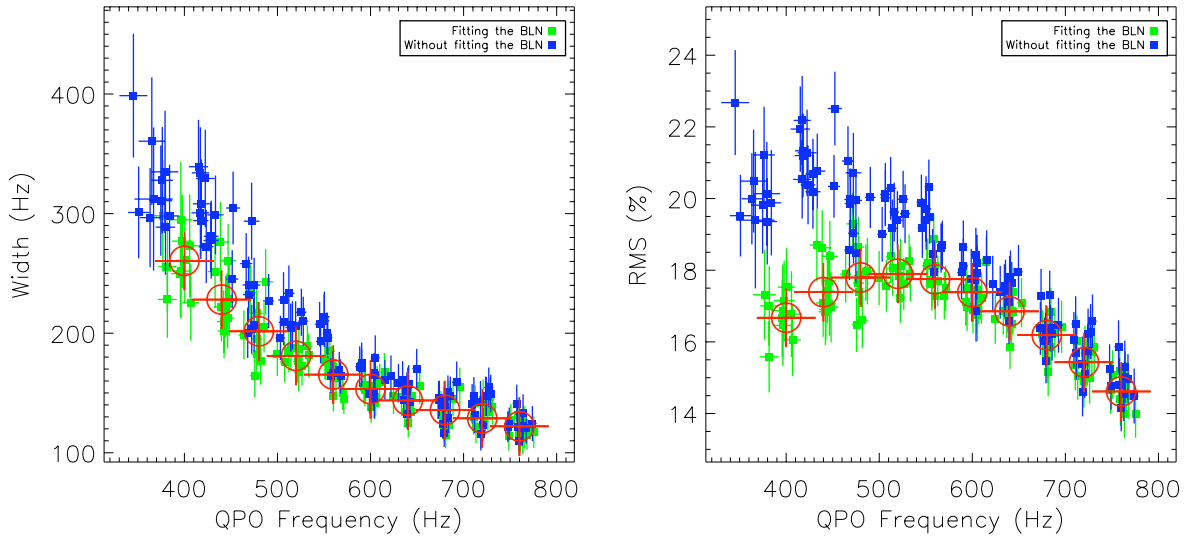 Fitting the BLN
Without fitting the BLN
Width (Hz)
400
300
200
100
400 500 600 700 800
QPO Frequency (Hz)
Fitting the BLN
Without fitting the BLN
RMS (%)
24
22
20
18
16
14
400 500 600 700 800
QPO Frequency (Hz)